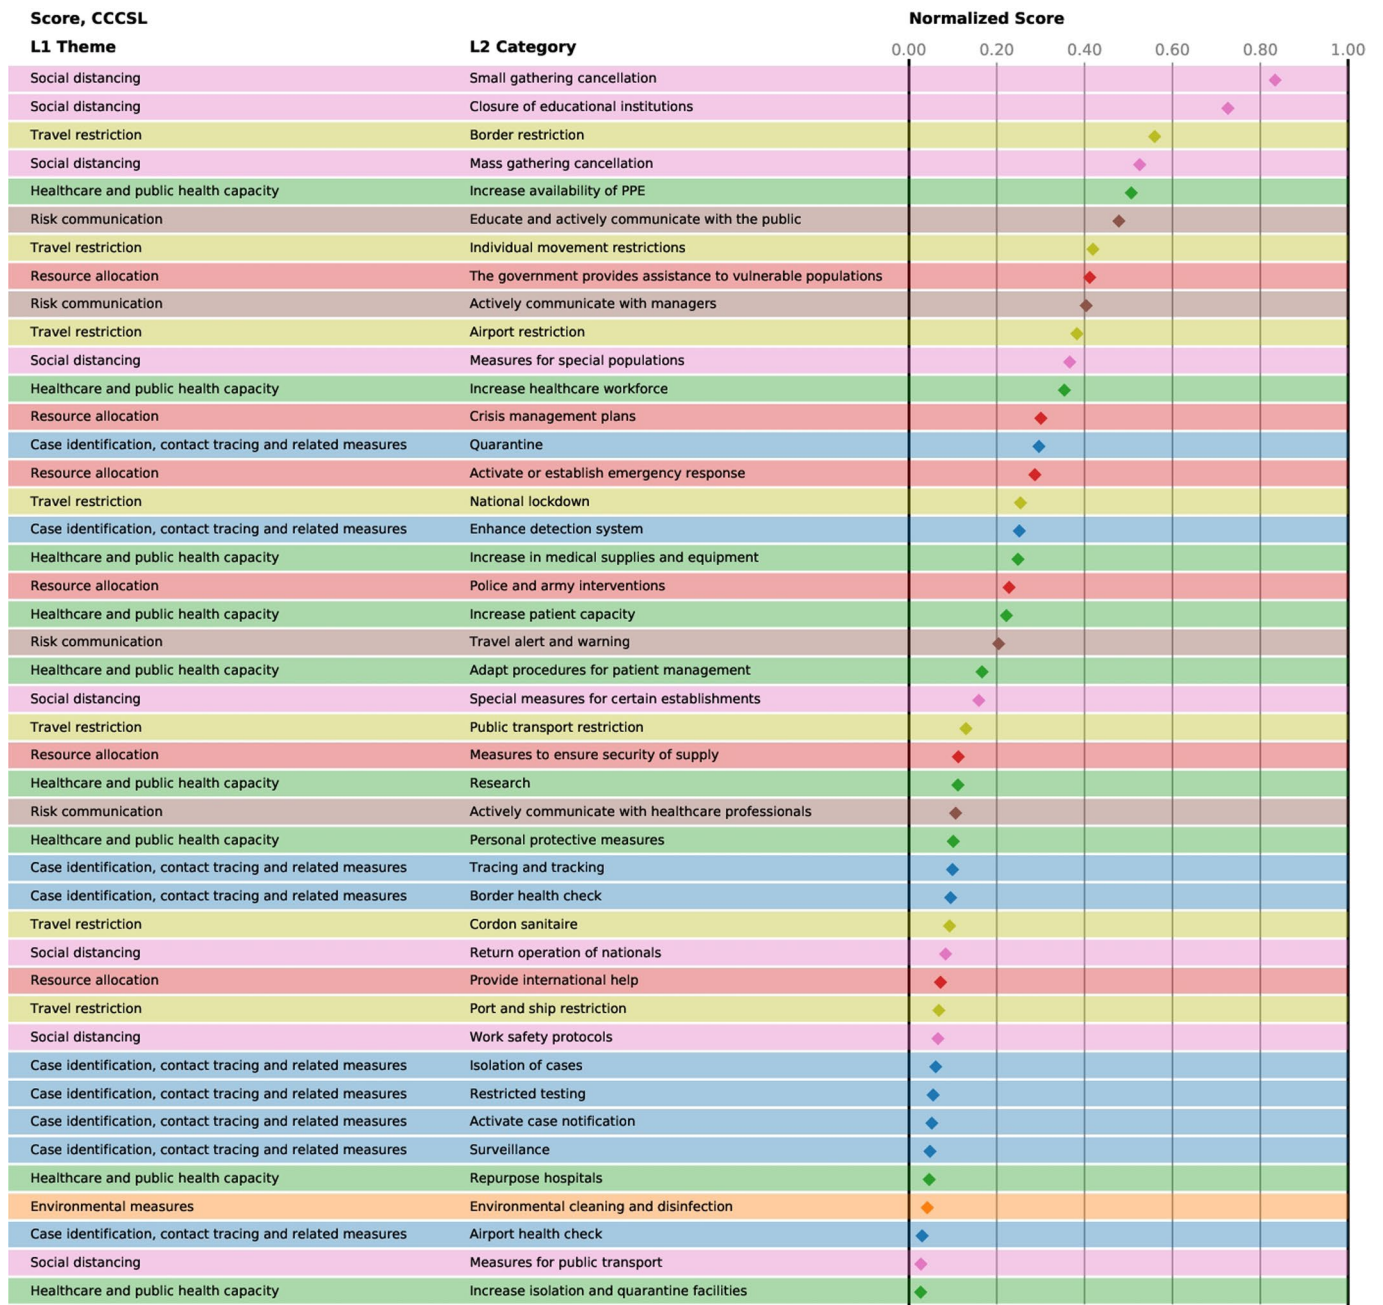 Score, CCCSL Normalized Score
L1 Theme L2 Category 0.00 0.20 0.40 0.60 0.80 1.00
Social distancing Small gathering cancellation
Social distancing Closure of educational institutions
Travel restriction Border restriction
Social distancing Mass gathering cancellation
Healthcare and public health capacity Increase availability of PPE
Risk communication Educate and actively communicate with the public
Travel restriction Individual movement restrictions
Resource allocation The government provides assistance to vulnerable populations
Risk communication Actively communicate with managers
Travel restriction Airport restriction
Social distancing Measures for special populations
Healthcare and public health capacity Increase healthcare workforce
Resource allocation Crisis management plans
Case identification, contact tracing and related measures Quarantine
Resource allocation Activate or establish emergency response
Travel restriction National lockdown
Case identification, contact tracing and related measures Enhance detection system
Healthcare and public health capacity Increase in medical supplies and equipment
Resource allocation Police and army interventions
Healthcare and public health capacity Increase patient capacity
Risk communication Travel alert and warning
Healthcare and public health capacity Adapt procedures for patient management
Social distancing Special measures for certain establishments
Travel restriction Public transport restriction
Resource allocation Measures to ensure security of supply
Healthcare and public health capacity Research
Risk communication Actively communicate with healthcare professionals
Healthcare and public health capacity Personal protective measures
Case identification, contact tracing and related measures Tracing and tracking
Case identification, contact tracing and related measures Border health check
Travel restriction Cordon sanitaire
Social distancing Return operation of nationals
Resource allocation Provide international help
Travel restriction Port and ship restriction
Social distancing Work safety protocols
Case identification, contact tracing and related measures Isolation of cases
Case identification, contact tracing and related measures Restricted testing
Case identification, contact tracing and related measures Activate case notification
Case identification, contact tracing and related measures Surveillance
Healthcare and public health capacity Repurpose hospitals
Environmental measures Environmental cleaning and disinfection
Case identification, contact tracing and related measures Airport health check
Social distancing Measures for public transport
Healthcare and public health capacity Increase isolation and quarantine facilities